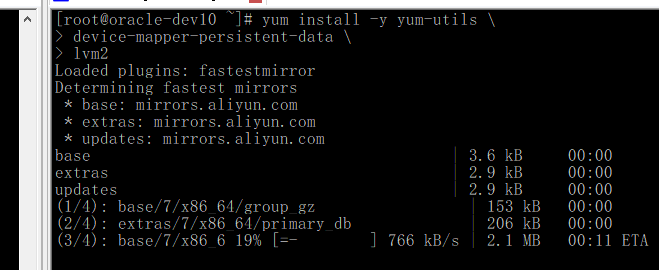 [root@oracle-dev10 ~]# yum install -y yum-utils \
> device-mapper-persistent-data \
> lvm2
Loaded plugins: fastestmirror
Determining fastest mirrors
 * base: mirrors.aliyun.com
 * extras: mirrors.aliyun.com
 * updates: mirrors.aliyun.com
base | 3.6 kB 00:00
extras | 2.9 kB 00:00
updates | 2.9 kB 00:00
(1/4): base/7/x86_64/group_gz | 153 kB 00:00
(2/4): extras/7/x86_64/primary_db | 206 kB 00:00
(3/4): base/7/x86_6 19% [=- ] 766 kB/s | 2.1 MB 00:11 ETA